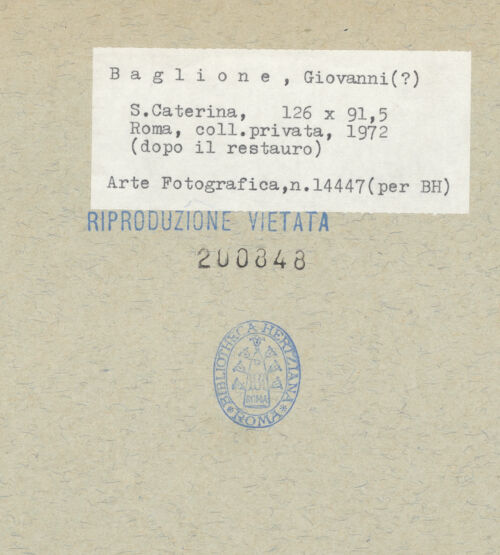 B a g l i o n e , Giovanni(?)
S.Caterina, 126 x 91,5
Roma, coll.privata, 1972
(dopo il restauro)
Arte Fotografica,n.14447(per BH)
RIPRODUZIONE VIETATA
200848
BIBLIOTHECA HERTZIANA
ROMA
ROMA